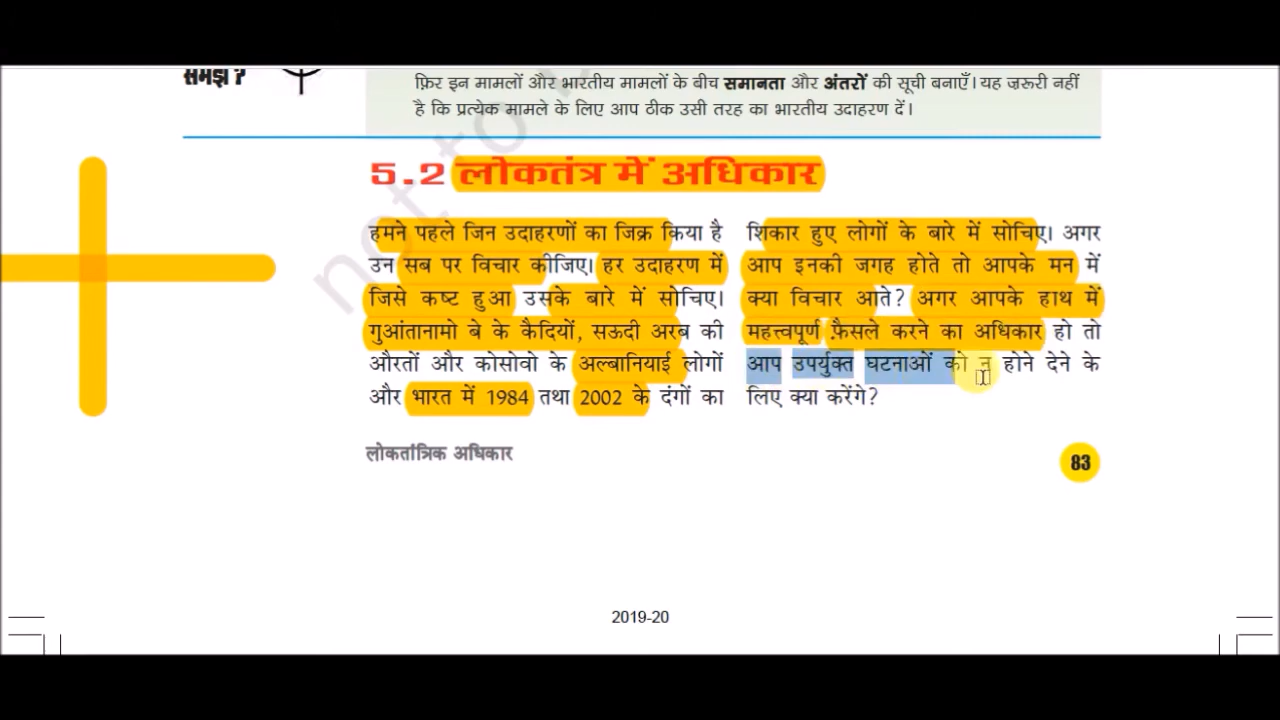 समझ ?
फ़िर इन मामलों और भारतीय मामलों के बीच समानता और अंतरों की सूची बनाएँ। यह ज़रूरी नहीं
है कि प्रत्येक मामले के लिए आप ठीक उसी तरह का भारतीय उदाहरण दें।
5.2 लोकतंत्र में अधिकार
हमने पहले जिन उदाहरणों का जिक्र किया है
उन सब पर विचार कीजिए। हर उदाहरण में
जिसे कष्ट हुआ उसके बारे में सोचिए।
गुआंतानामो बे के कैदियों, सऊदी अरब की
औरतों और कोसोवो के अल्बानियाई लोगों
और भारत में 1984 तथा 2002 के दंगों का
शिकार हुए लोगों के बारे में सोचिए। अगर
आप इनकी जगह होते तो आपके मन में
क्या विचार आते? अगर आपके हाथ में
महत्त्वपूर्ण फ़ैसले करने का अधिकार हो तो
आप उपर्युक्त घटनाओं को न होने देने के
लिए क्या करेंगे?
लोकतांत्रिक अधिकार
83
not to
2019-20